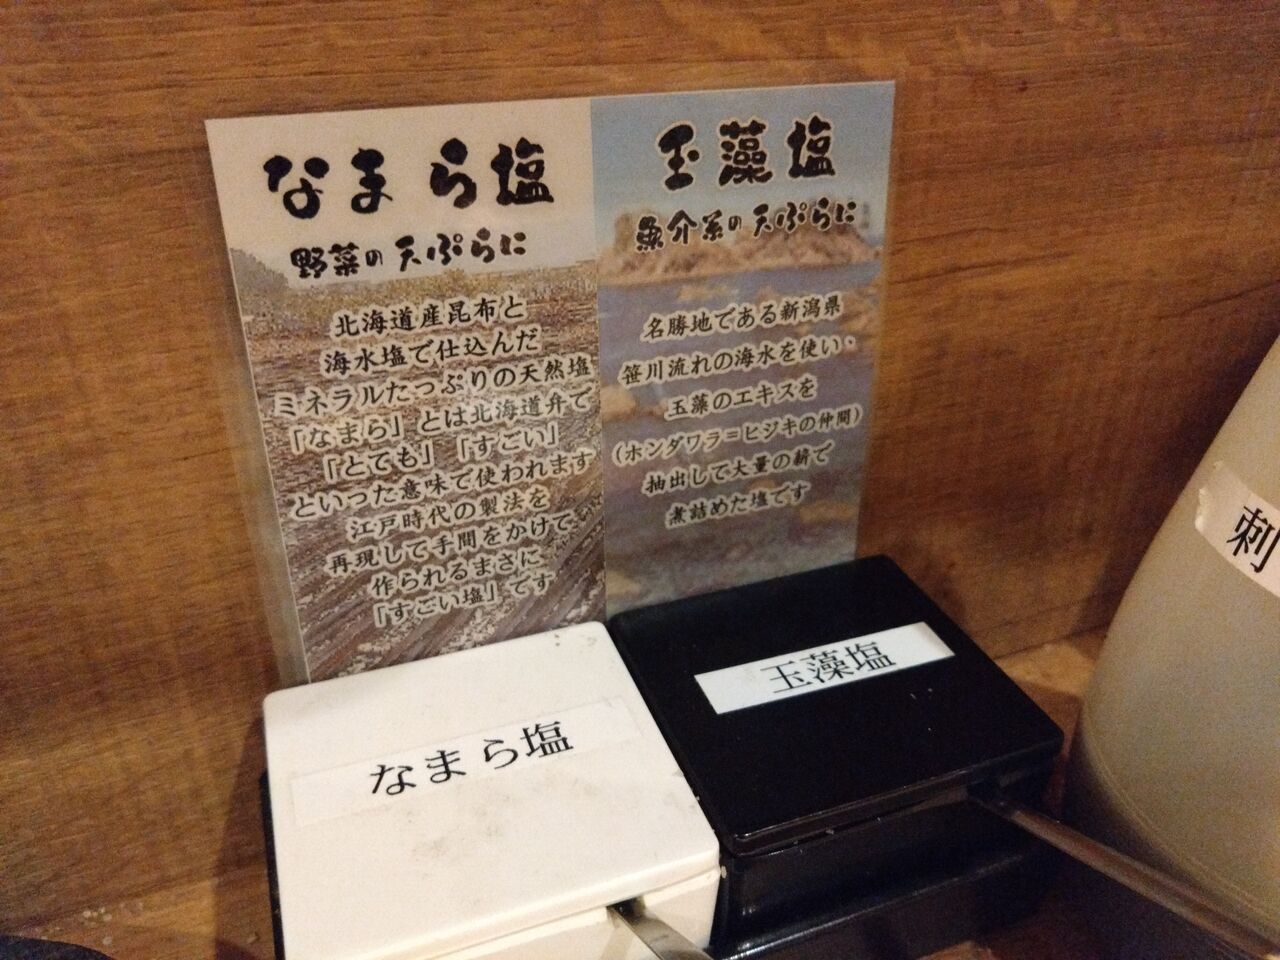 なまら塩
野菜の天ぷらに
北海道産昆布と
海水塩で仕込んだ
ミネラルたっぷりの天然塩
「なまら」とは北海道弁で
「とても」「すごい」
といった意味で使われます
江戸時代の製法を
再現して手間をかけて
作られるまさに
「すごい塩」です
玉藻塩
魚介系の天ぷらに
名勝地である新潟県
笹川流れの海水を使い、
玉藻のエキスを
(ホンダワラ=ヒジキの仲間)
抽出して大量の薪で
煮詰めた塩です
なまら塩
玉藻塩
刺